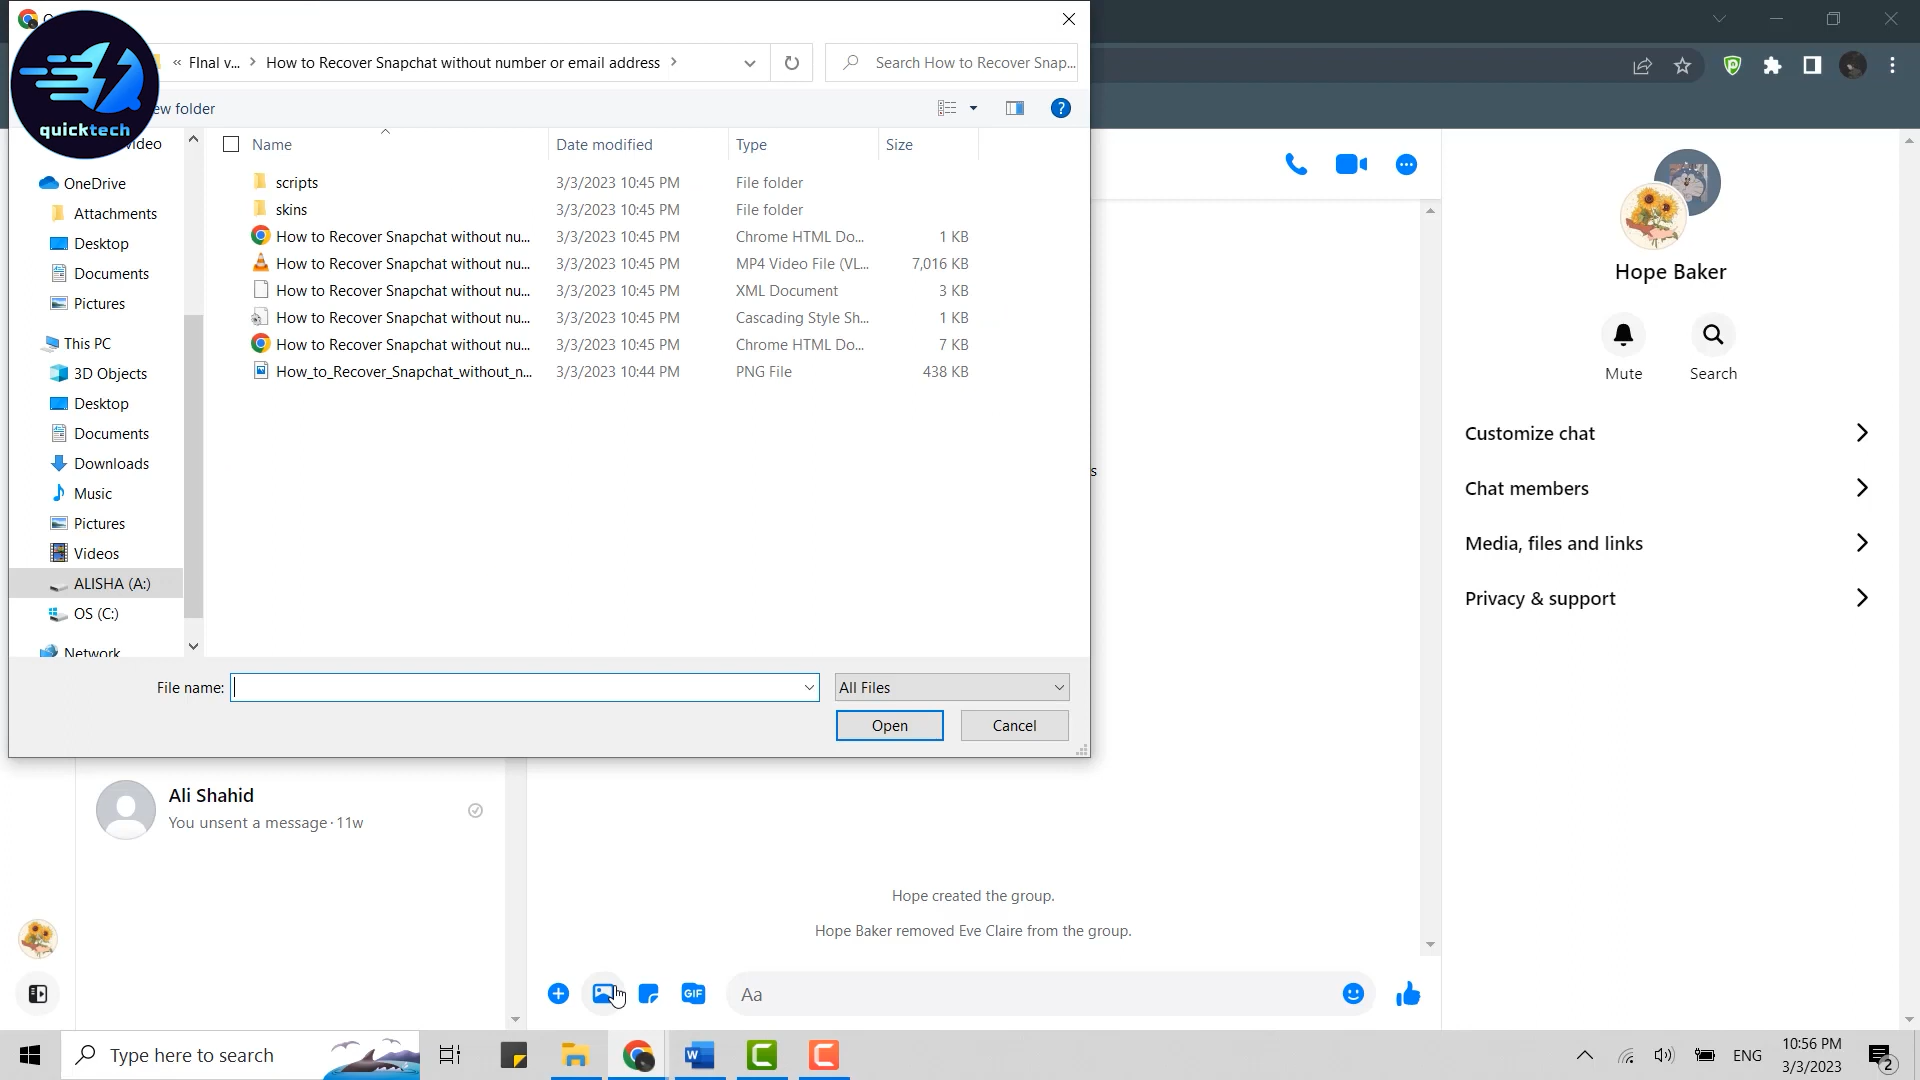 quicktech
« FInal v... > How to Recover Snapchat without number or email address >
Search How to Recover Snap...
ew folder
video
OneDrive
Attachments
Desktop
Documents
Pictures
This PC
3D Objects
Desktop
Documents
Downloads
Music
Pictures
Videos
ALISHA (A:)
OS (C:)
Network
Name Date modified Type Size
scripts 3/3/2023 10:45 PM File folder
skins 3/3/2023 10:45 PM File folder
How to Recover Snapchat without nu... 3/3/2023 10:45 PM Chrome HTML Do... 1 KB
How to Recover Snapchat without nu... 3/3/2023 10:45 PM MP4 Video File (VL... 7,016 KB
How to Recover Snapchat without nu... 3/3/2023 10:45 PM XML Document 3 KB
How to Recover Snapchat without nu... 3/3/2023 10:45 PM Cascading Style Sh... 1 KB
How to Recover Snapchat without nu... 3/3/2023 10:45 PM Chrome HTML Do... 7 KB
How_to_Recover_Snapchat_without_n... 3/3/2023 10:44 PM PNG File 438 KB
File name:
All Files
Open Cancel
s
Hope Baker
Mute Search
Customize chat
Chat members
Media, files and links
Privacy & support
Ali Shahid
You unsent a message · 11w
Hope created the group.
Hope Baker removed Eve Claire from the group.
GIF
Aa
Type here to search
ENG
10:56 PM
3/3/2023
2